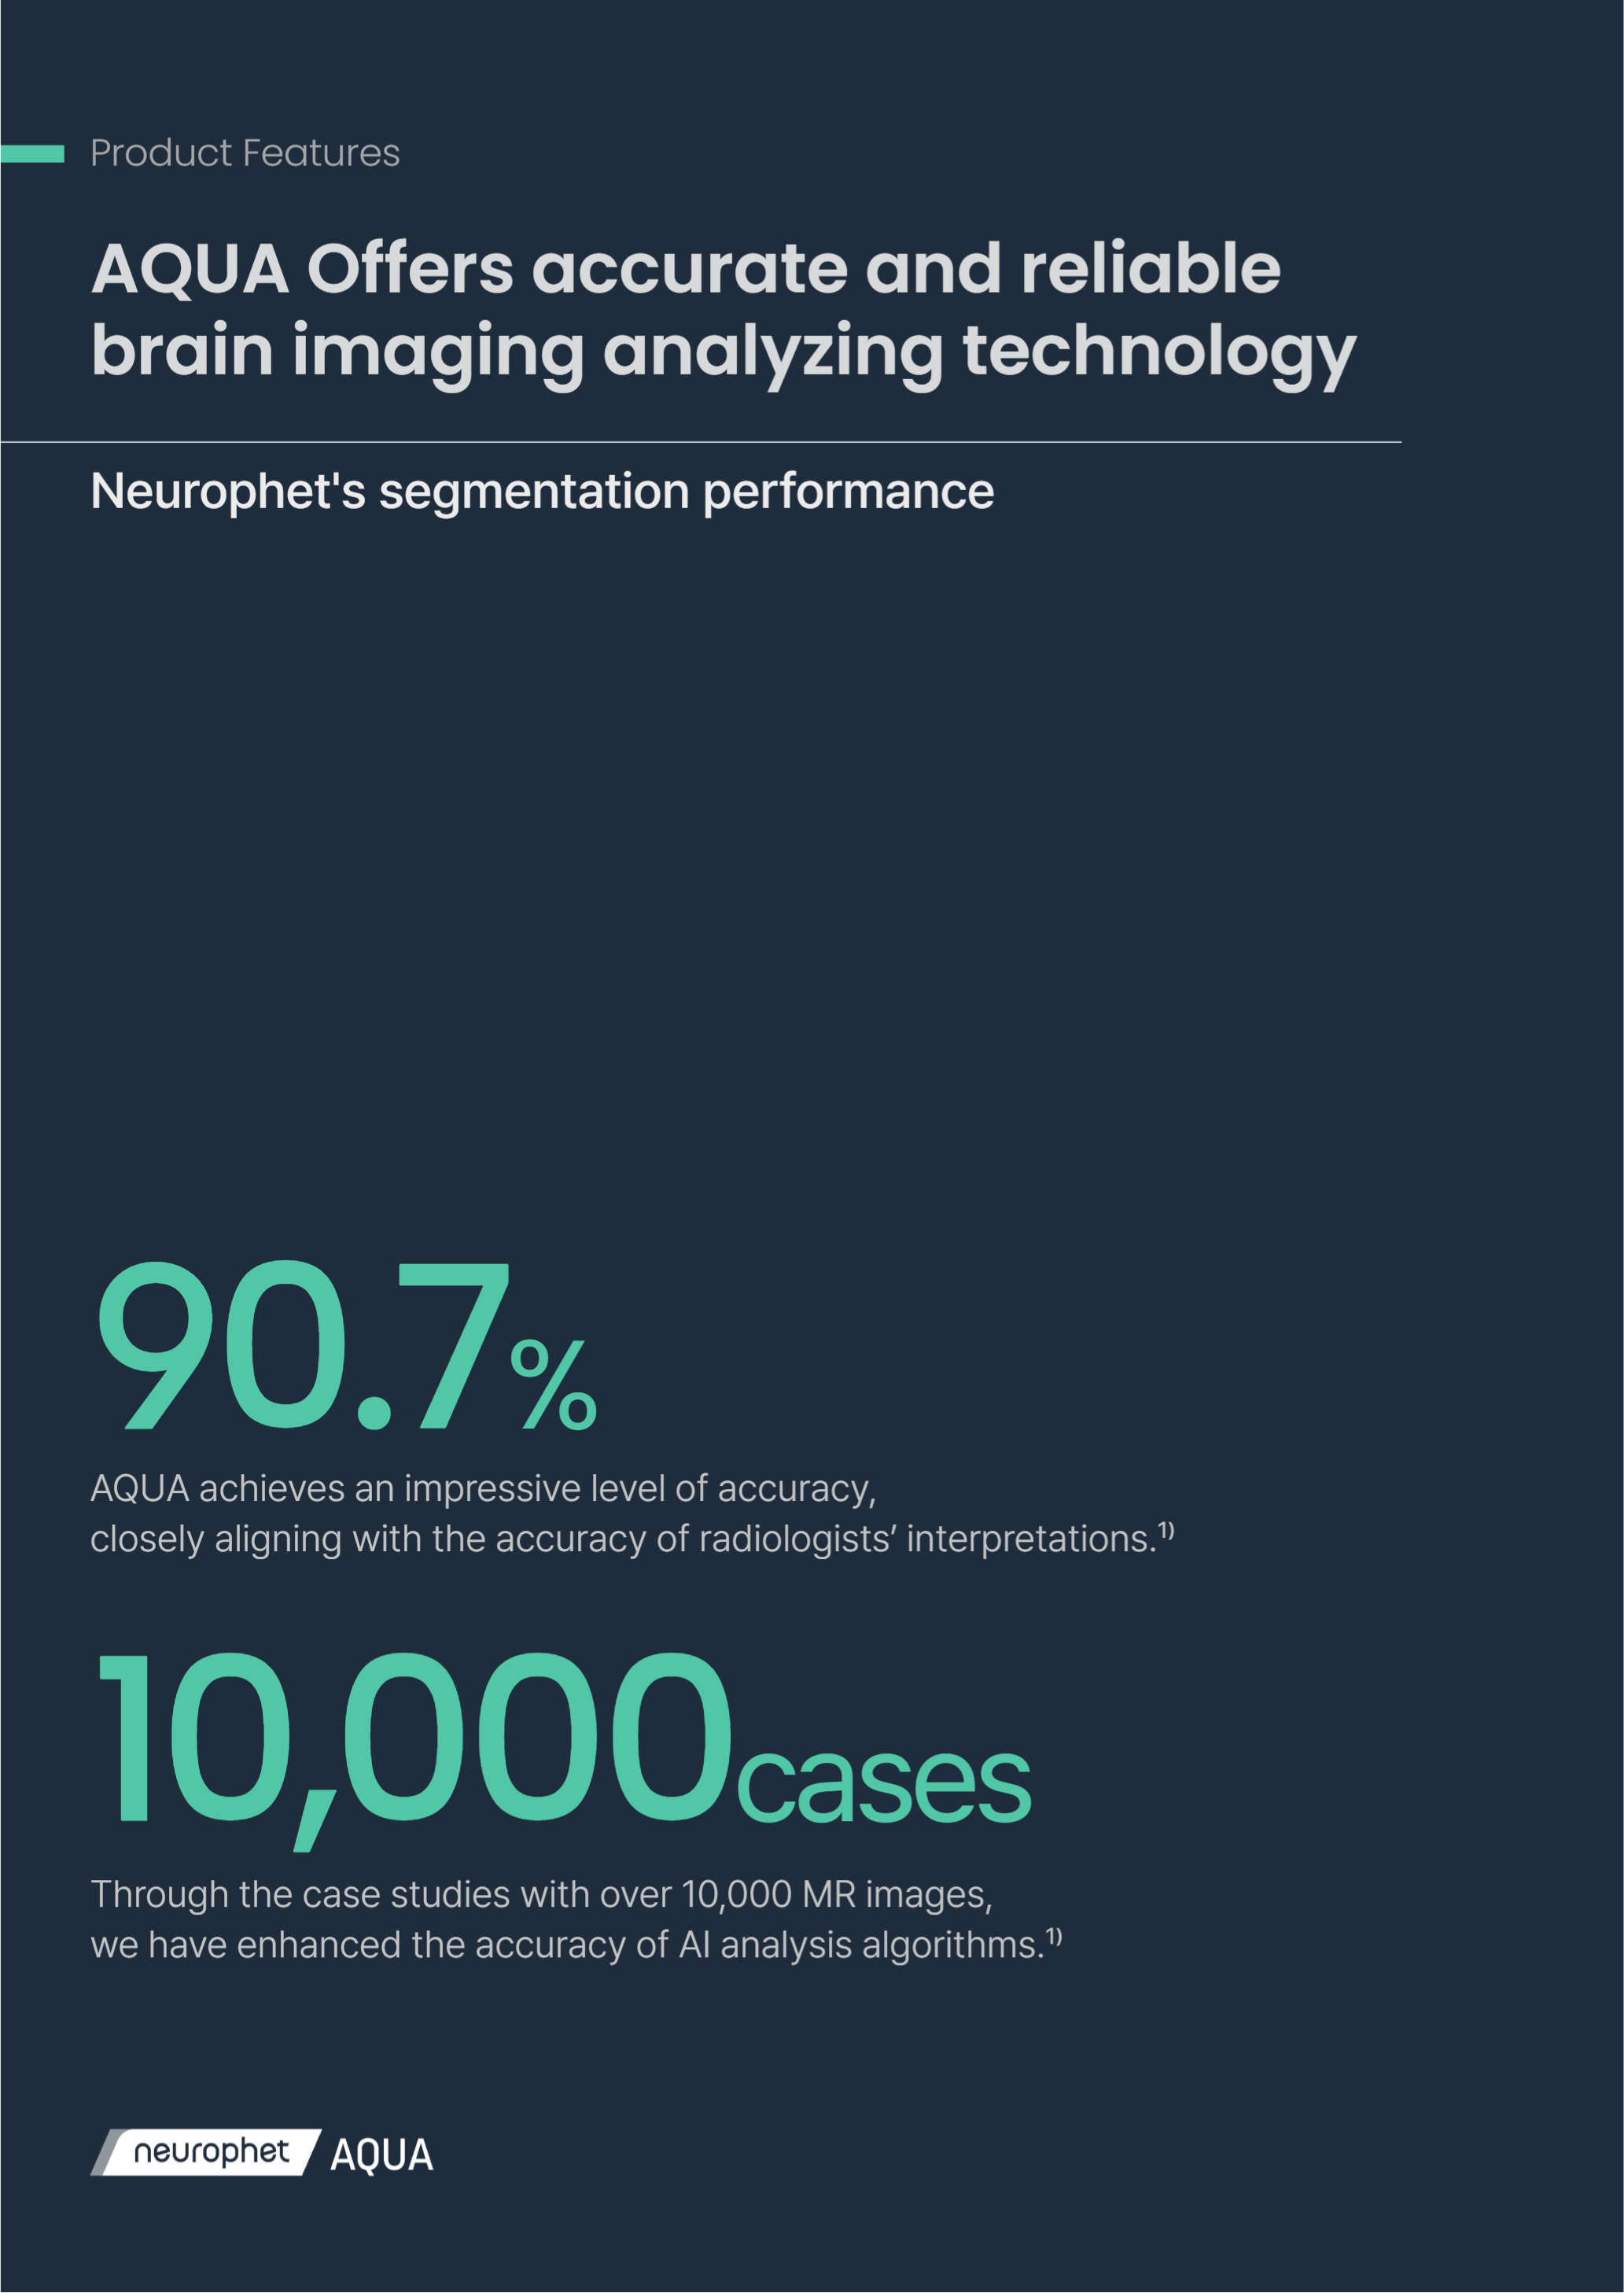 Product Features
AQUA Offers accurate and reliable
brain imaging analyzing technology
Neurophet's segmentation performance
90.7%
AQUA achieves an impressive level of accuracy,
closely aligning with the accuracy of radiologists’ interpretations.¹⁾
10,000cases
Through the case studies with over 10,000 MR images,
we have enhanced the accuracy of AI analysis algorithms.¹⁾
neurophet AQUA